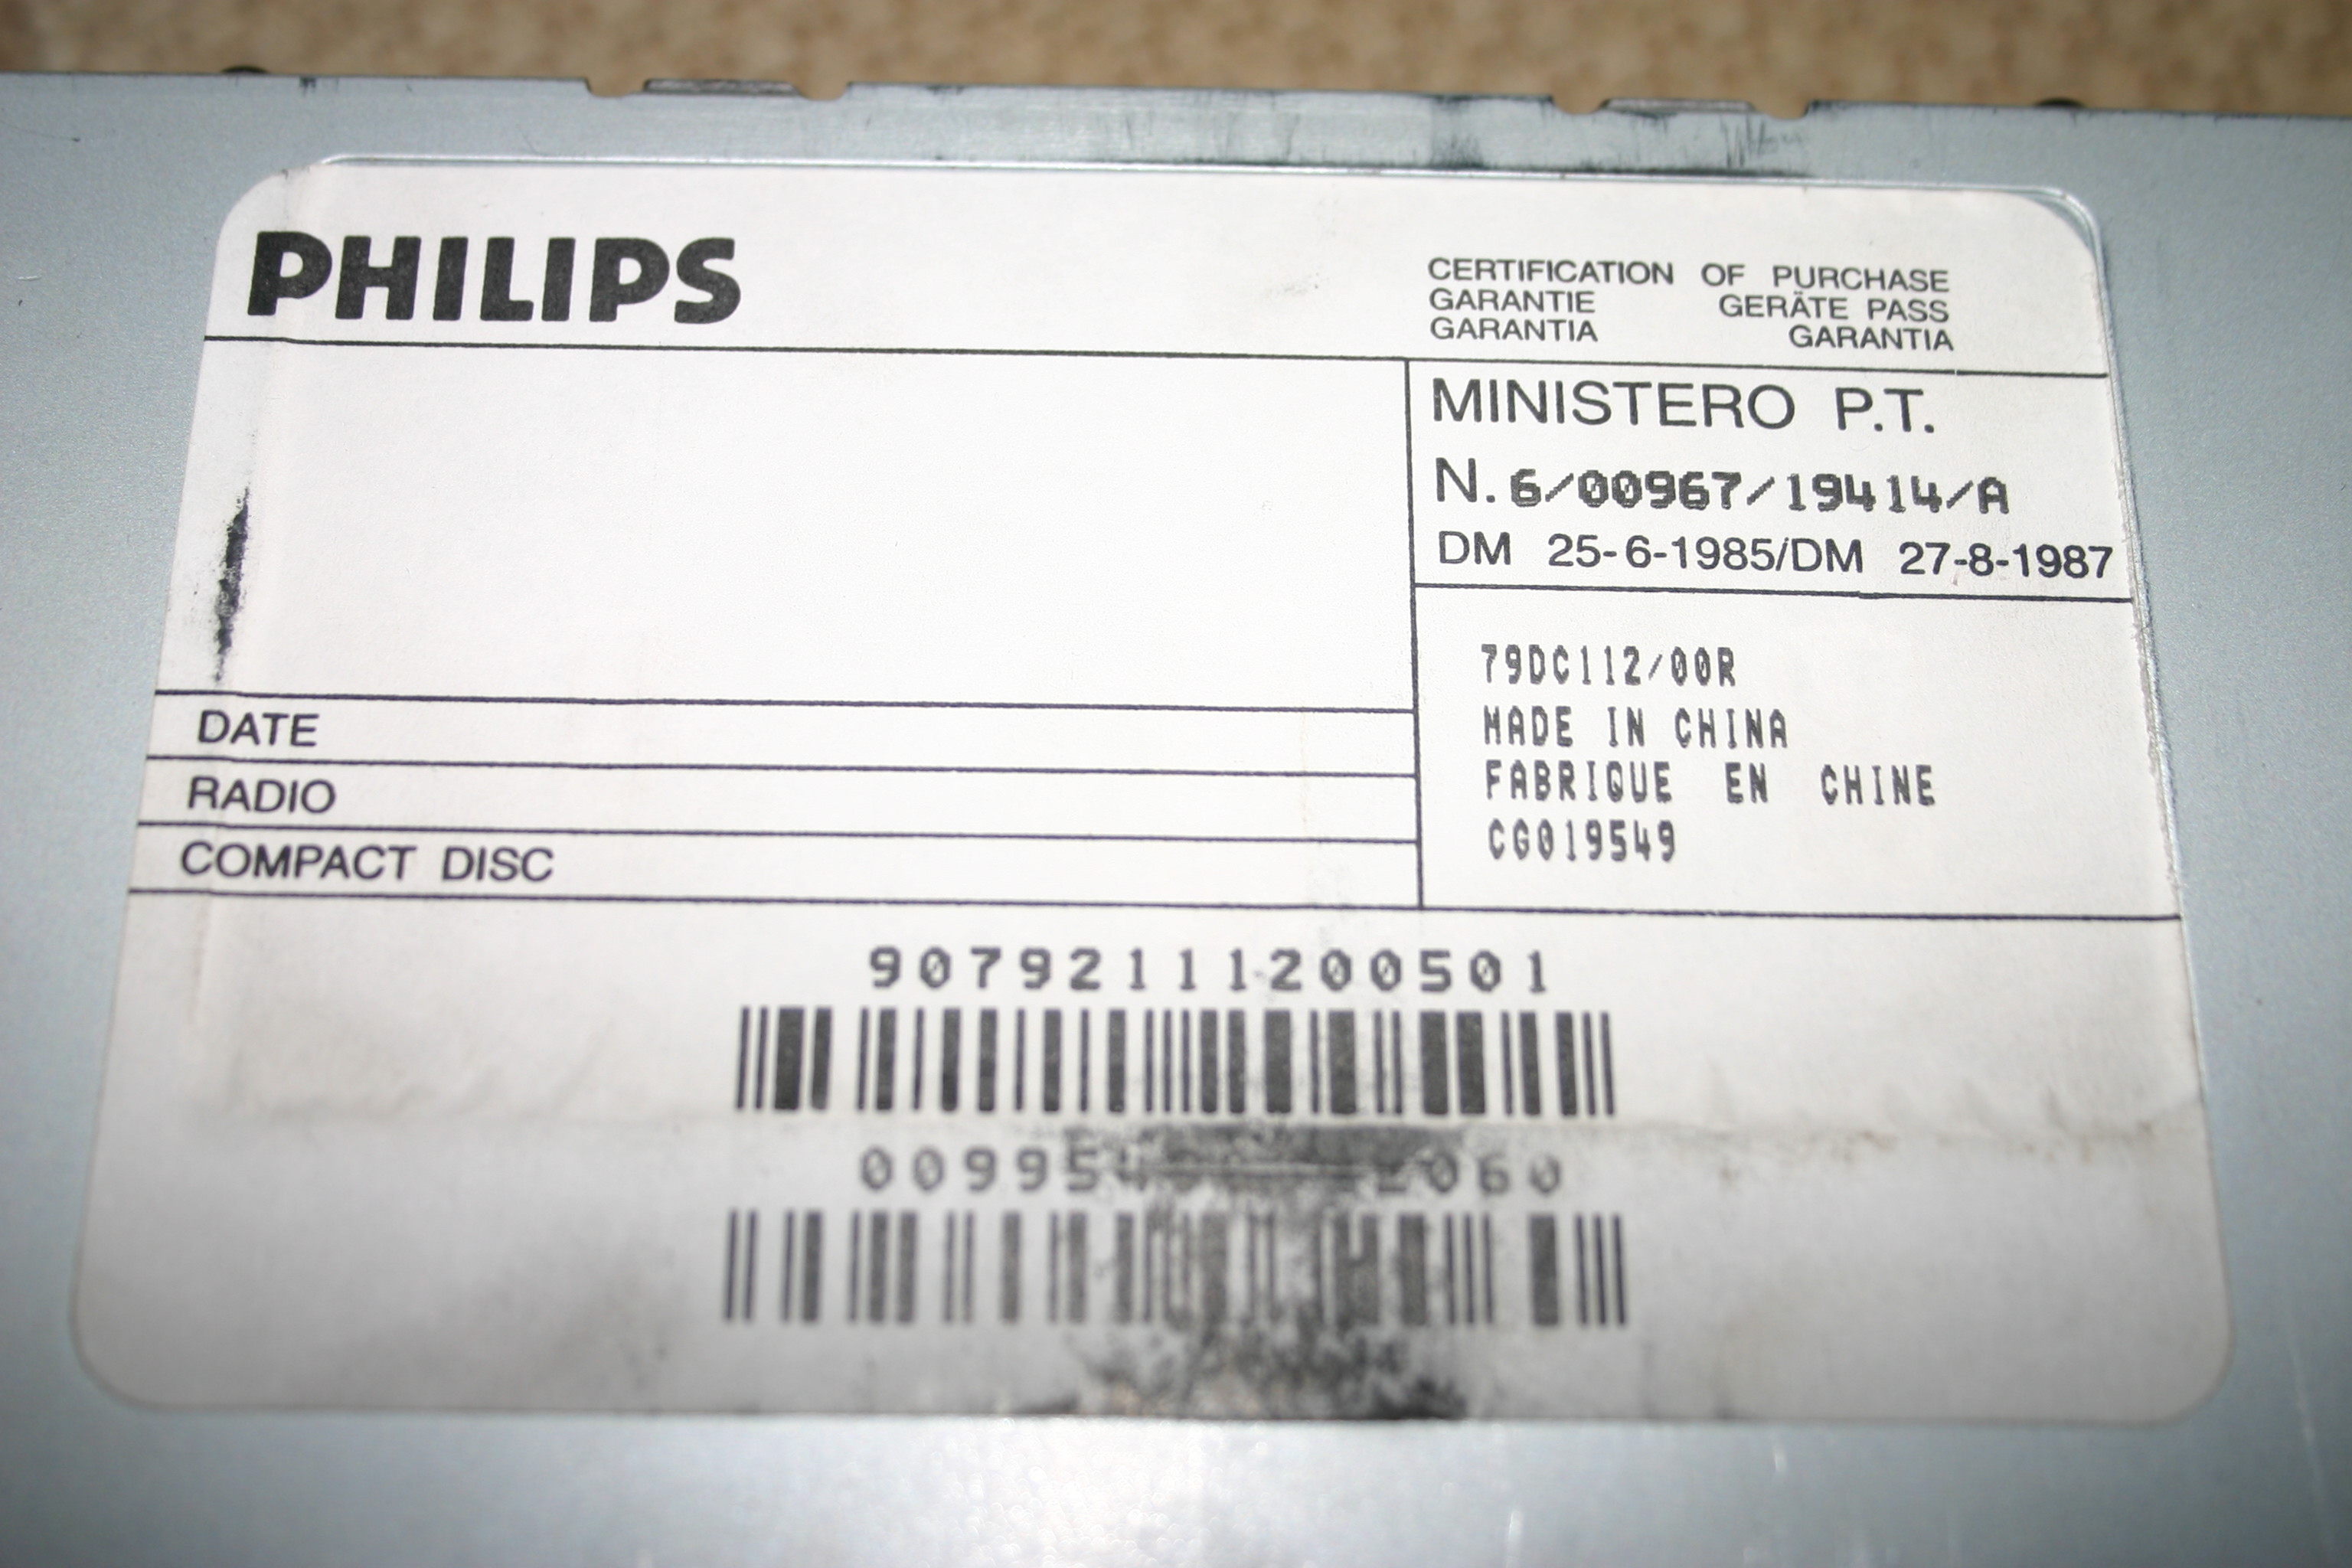 PHILIPS
CERTIFICATION OF PURCHASE
GARANTIE GERÄTE PASS
GARANTIA GARANTIA
MINISTERO P.T.
N. 6/00967/19414/A
DM 25-6-1985/DM 27-8-1987
79DC112/00R
MADE IN CHINA
FABRIQUE EN CHINE
CG019549
DATE
RADIO
COMPACT DISC
90792111200501